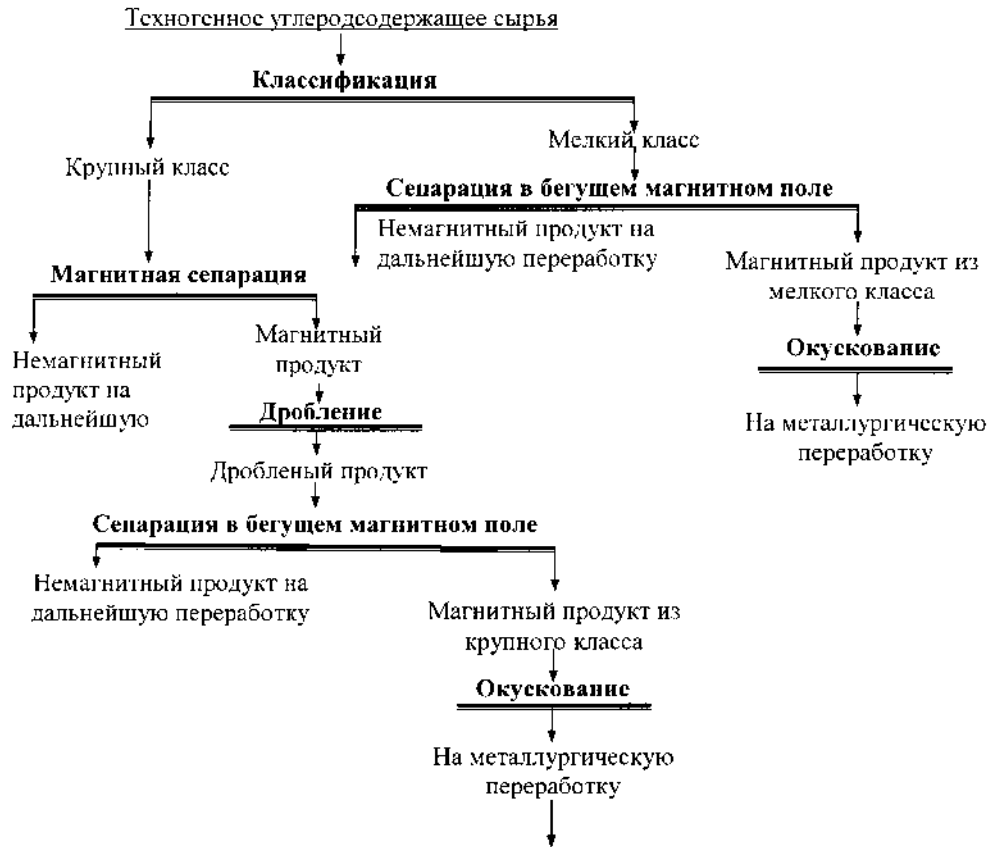 Техногенное углеродсодержащее сырья
Классификация
Крупный класс
Мелкий класс
Сепарация в бегущем магнитном поле
Немагнитный продукт на
дальнейшую переработку
Магнитный продукт из
мелкого класса
Окускование
На металлургическую
переработку
Магнитная сепарация
Немагнитный
продукт на
дальнейшую
Магнитный
продукт
Дробление
Дробленый продукт
Сепарация в бегущем магнитном поле
Немагнитный продукт на
дальнейшую переработку
Магнитный продукт из
крупного класса
Окускование
На металлургическую
переработку